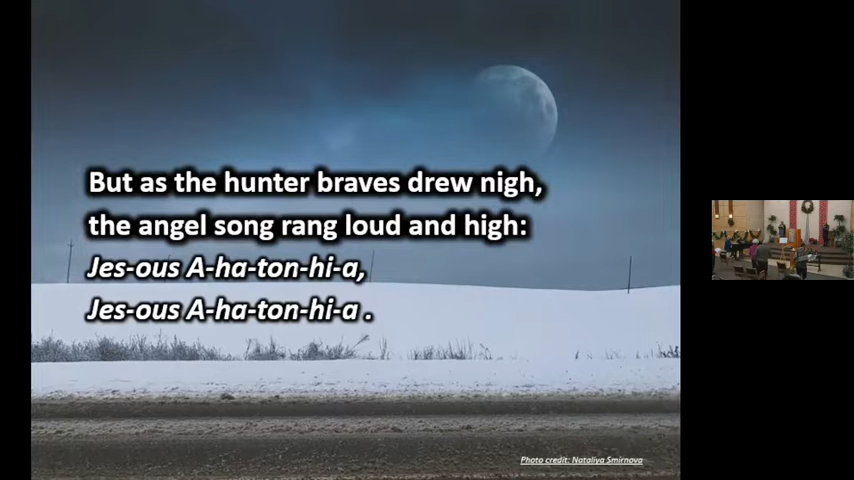 But as the hunter braves drew nigh,
the angel song rang loud and high:
Jes-ous A-ha-ton-hi-a,
Jes-ous A-ha-ton-hi-a .
Photo credit: Nataliya Smirnova